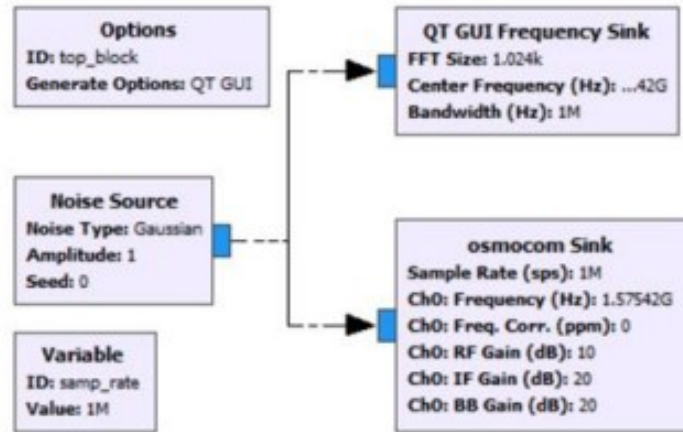 Options
ID: top_block
Generate Options: QT GUI
QT GUI Frequency Sink
FFT Size: 1.024k
Center Frequency (Hz): ...42G
Bandwidth (Hz): 1M
Noise Source
Noise Type: Gaussian
Amplitude: 1
Seed: 0
osmocom Sink
Sample Rate (sps): 1M
Ch0: Frequency (Hz): 1.57542G
Ch0: Freq. Corr. (ppm): 0
Ch0: RF Gain (dB): 10
Ch0: IF Gain (dB): 20
Ch0: BB Gain (dB): 20
Variable
ID: samp_rate
Value: 1M